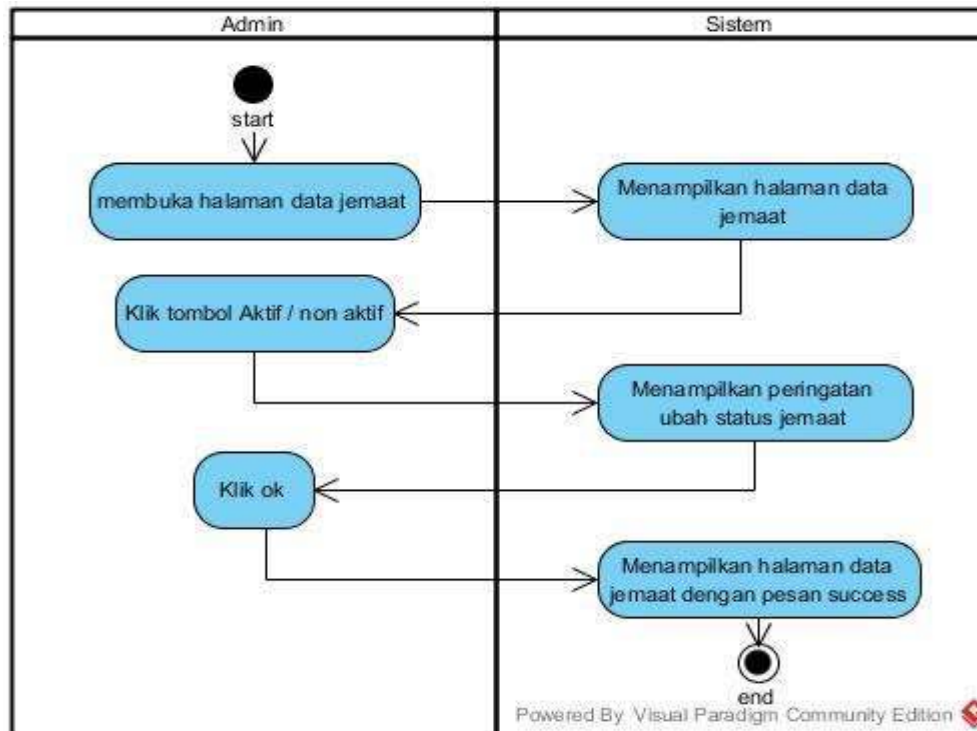 Admin
Sistem
start
membuka halaman data jemaat
Menampilkan halaman data
jemaat
Klik tombol Aktif / non aktif
Menampilkan peringatan
ubah status jemaat
Klik ok
Menampilkan halaman data
jemaat dengan pesan success
end
Powered By Visual Paradigm Community Edition